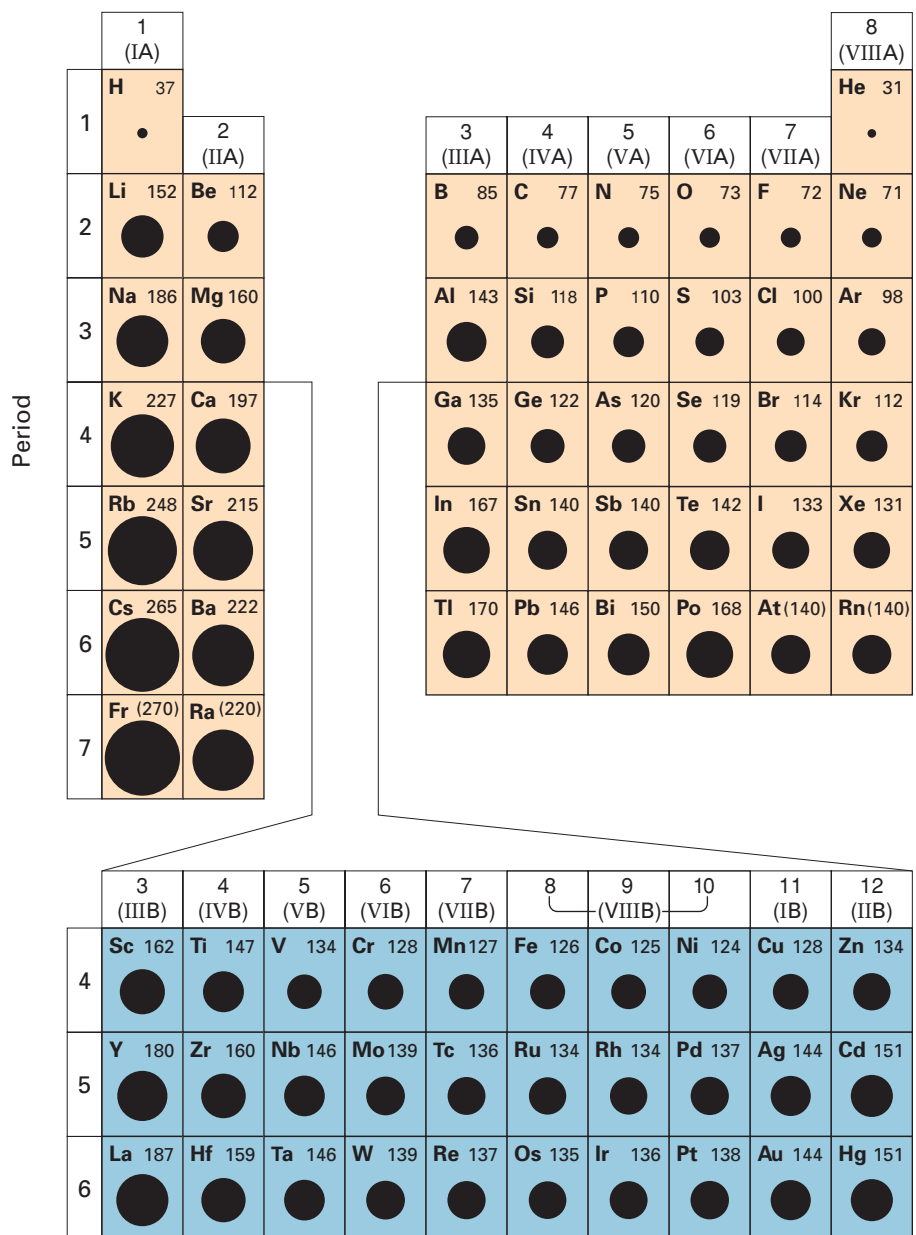 1 8
(IA) (VIIIA)
H 37 He 31
1
2 3 4 5 6 7
(IIA) (IIIA) (IVA) (VA) (VIA) (VIIA)
Li 152 Be 112 B 85 C 77 N 75 O 73 F 72 Ne 71
2
Na 186 Mg 160 Al 143 Si 118 P 110 S 103 Cl 100 Ar 98
3
K 227 Ca 197 Ga 135 Ge 122 As 120 Se 119 Br 114 Kr 112
4
Period
Rb 248 Sr 215 In 167 Sn 140 Sb 140 Te 142 I 133 Xe 131
5
Cs 265 Ba 222 Tl 170 Pb 146 Bi 150 Po 168 At (140) Rn (140)
6
Fr (270) Ra (220)
7
3 4 5 6 7 8 9 10 11 12
(IIIB) (IVB) (VB) (VIB) (VIIB) (VIIIB) (IB) (IIB)
Sc 162 Ti 147 V 134 Cr 128 Mn 127 Fe 126 Co 125 Ni 124 Cu 128 Zn 134
4
Y 180 Zr 160 Nb 146 Mo 139 Tc 136 Ru 134 Rh 134 Pd 137 Ag 144 Cd 151
5
La 187 Hf 159 Ta 146 W 139 Re 137 Os 135 Ir 136 Pt 138 Au 144 Hg 151
6